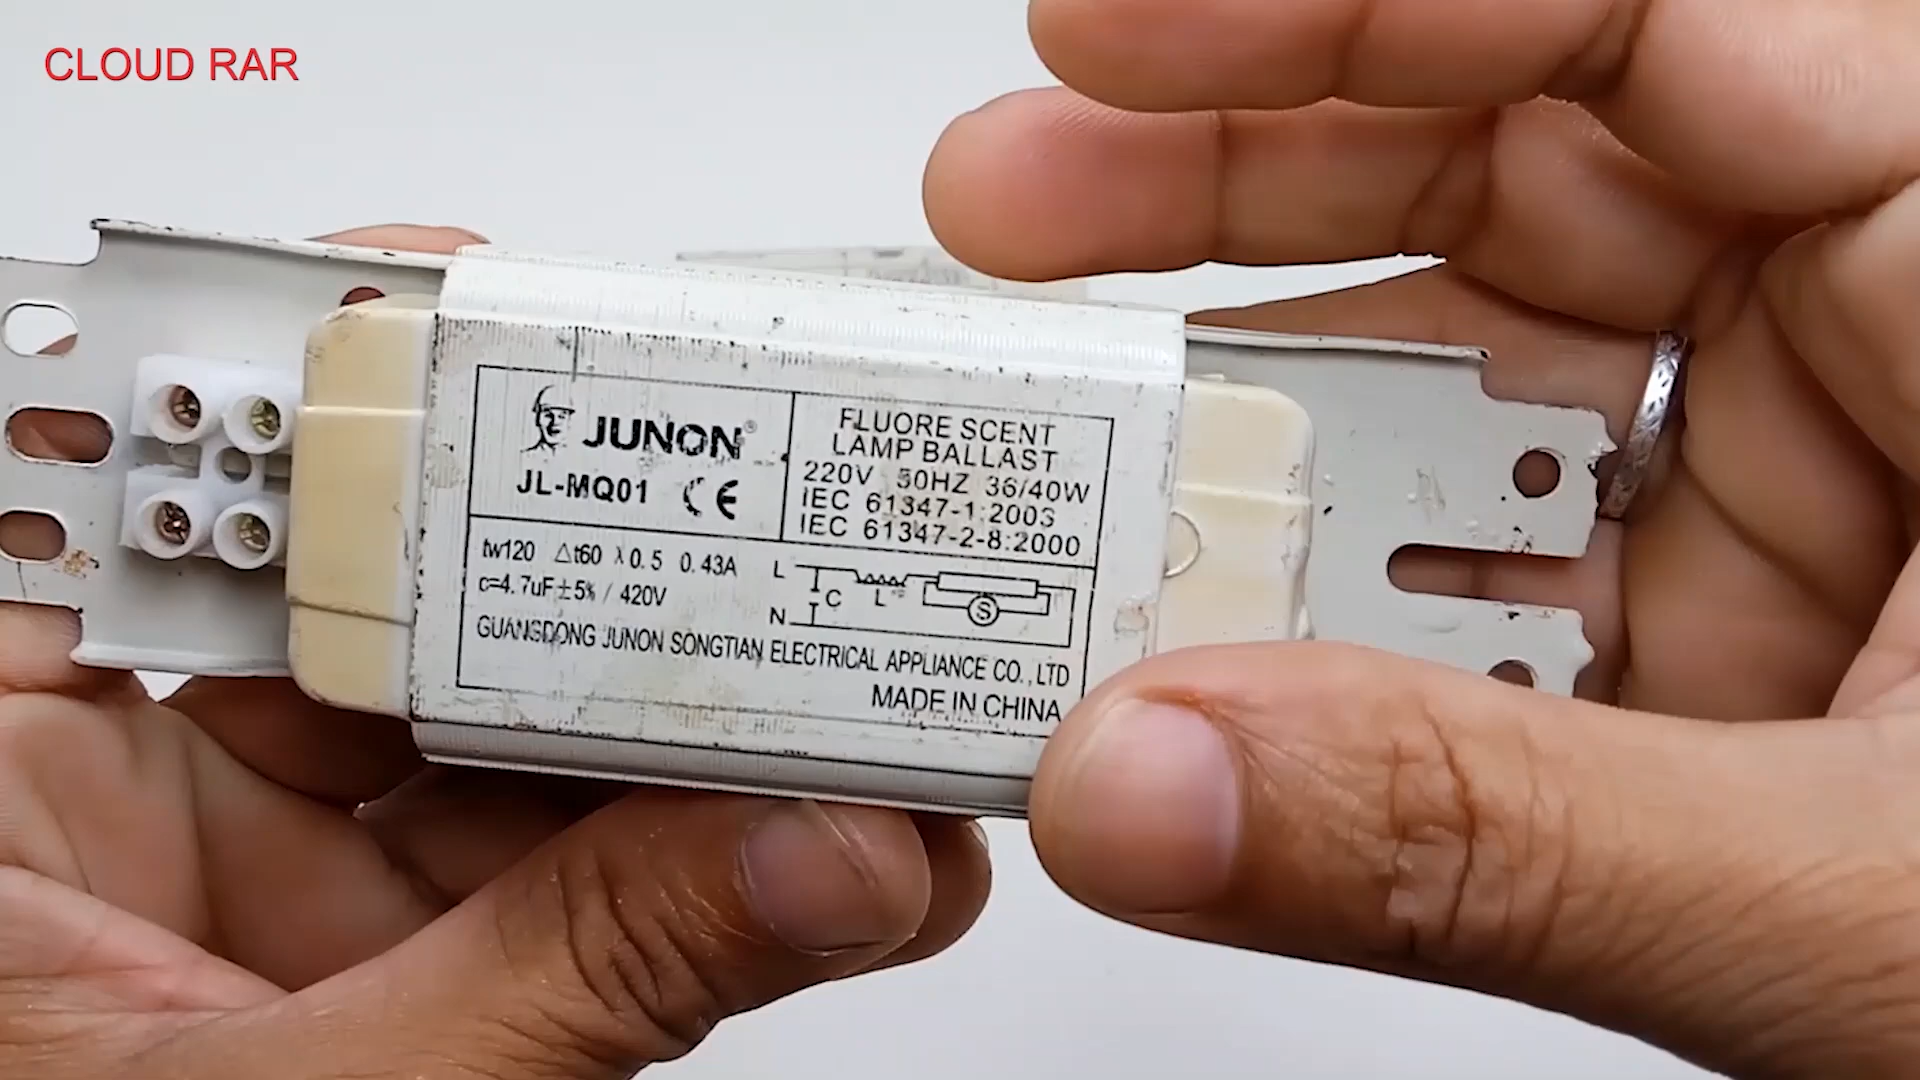 CLOUD RAR
JUNON®
JL-MQ01 CE
FLUORE SCENT
LAMP BALLAST
220V 50HZ 36/40W
IEC 61347-1:2003
IEC 61347-2-8:2000
tw120 △t60 λ0.5 0.43A
c=4.7uF±5% / 420V
L
C
L
S
N
GUANGDONG JUNON SONGTIAN ELECTRICAL APPLIANCE CO.,LTD
MADE IN CHINA